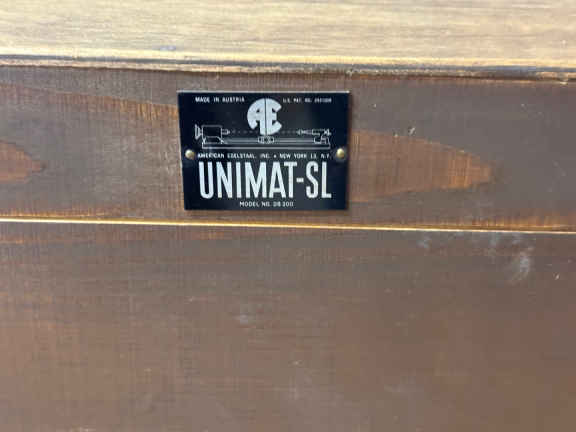 MADE IN AUSTRIA
AE
AMERICAN EDELSTAAL, INC. • NEW YORK 13, N.Y.
UNIMAT-SL
MODEL NO. DB 200